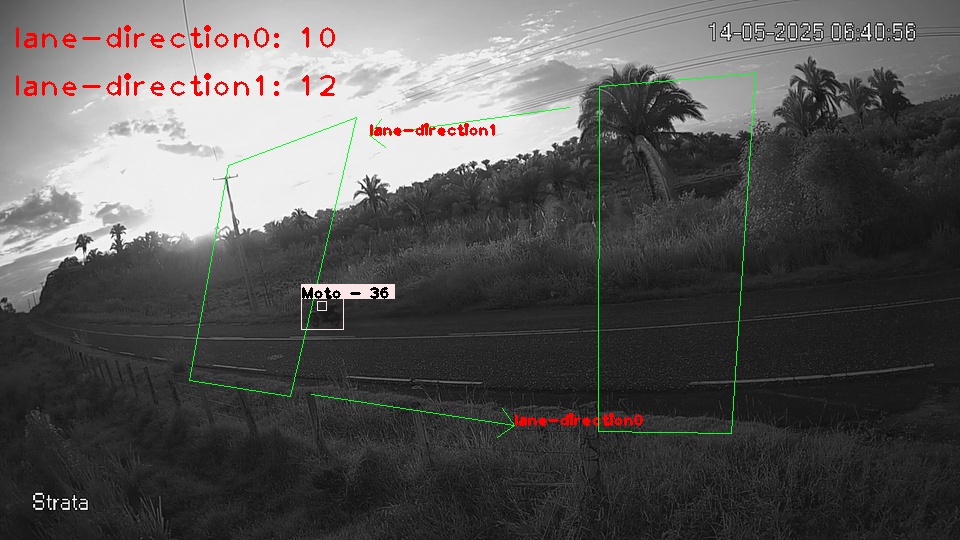 lane-direction0: 10
14-05-2025 06:40:56
lane-direction1: 12
lane-direction1
Moto - 36
lane-direction0
Strata